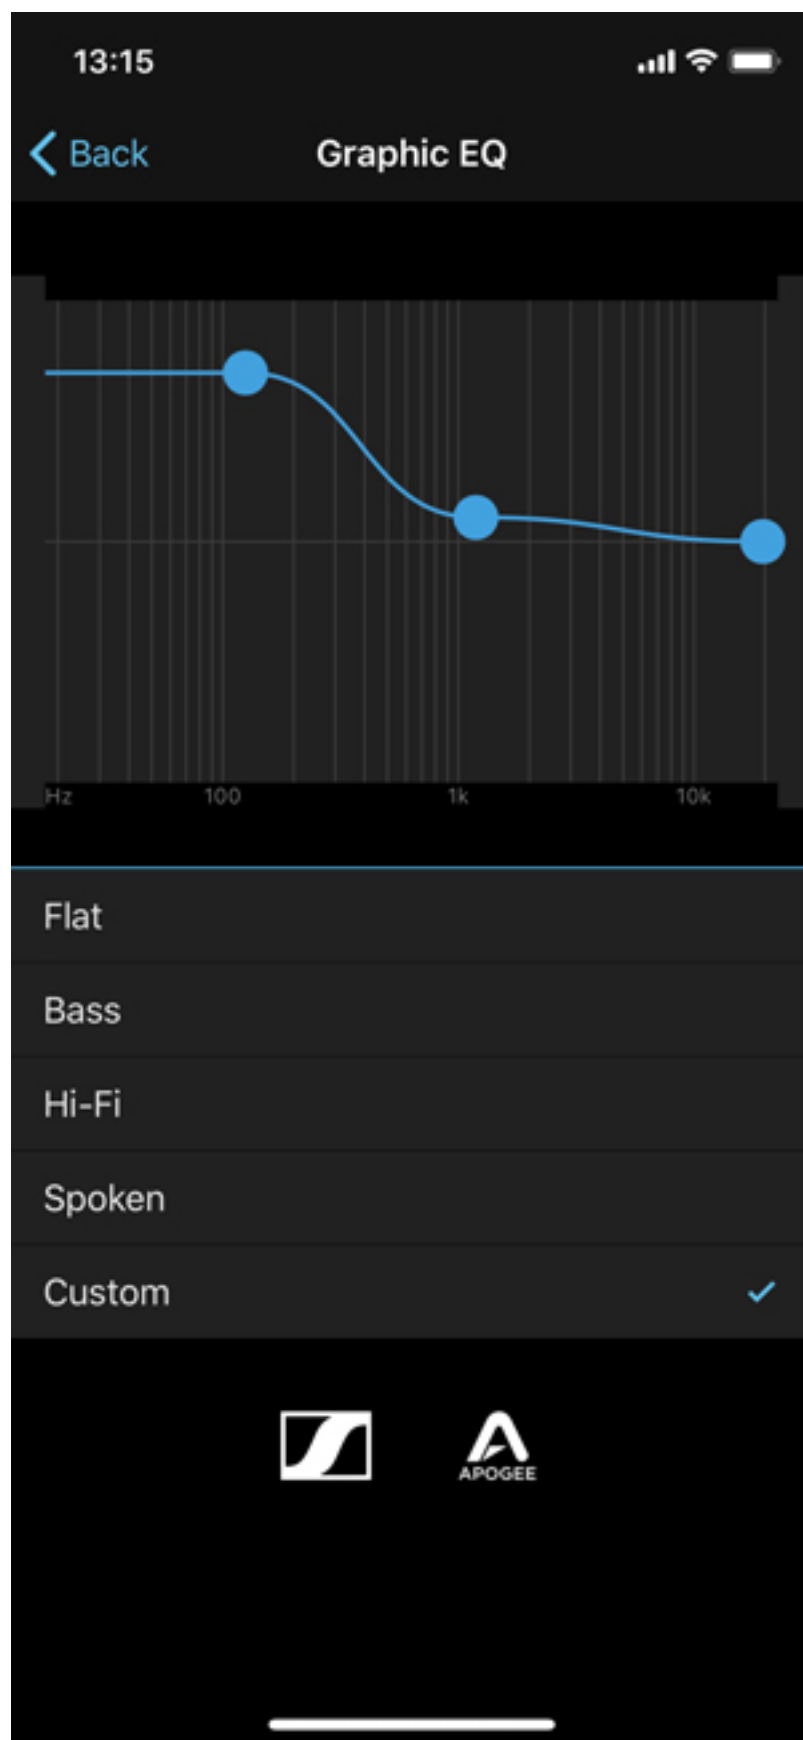 13:15
Back Graphic EQ
Hz 100 1k 10k
Flat
Bass
Hi-Fi
Spoken
Custom
APOGEE